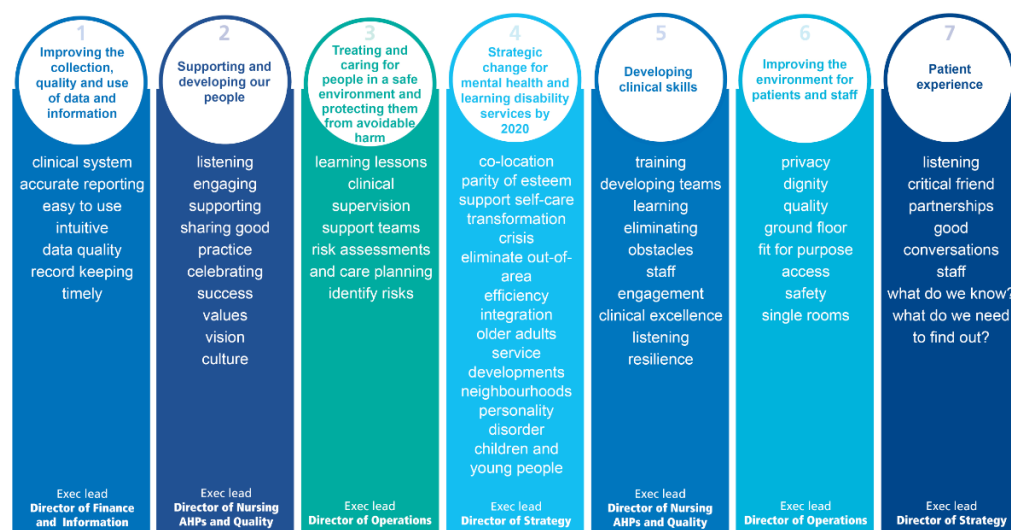 1
Improving the
collection,
quality and use
of data and
information
clinical system
accurate reporting
easy to use
intuitive
data quality
record keeping
timely
Exec lead
Director of Finance
and Information
2
Supporting and
developing our
people
listening
engaging
supporting
sharing good
practice
celebrating
success
values
vision
culture
Exec lead
Director of Nursing
AHPs and Quality
3
Treating and
caring for
people in a safe
environment and
protecting them
from avoidable
harm
learning lessons
clinical
supervision
support teams
risk assessments
and care planning
identify risks
Exec lead
Director of Operations
4
Strategic
change for
mental health and
learning disability
services by
2020
co-location
parity of esteem
support self-care
transformation
crisis
eliminate out-of-
area
efficiency
integration
older adults
service
developments
neighbourhoods
personality
disorder
children and
young people
Exec lead
Director of Strategy
5
Developing
clinical skills
training
developing teams
learning
eliminating
obstacles
staff
engagement
clinical excellence
listening
resilience
Exec lead
Director of Nursing
AHPs and Quality
6
Improving the
environment for
patients and staff
privacy
dignity
quality
ground floor
fit for purpose
access
safety
single rooms
Exec lead
Director of Operations
7
Patient
experience
listening
critical friend
partnerships
good
conversations
staff
what do we know?
what do we need
to find out?
Exec lead
Director of Strategy